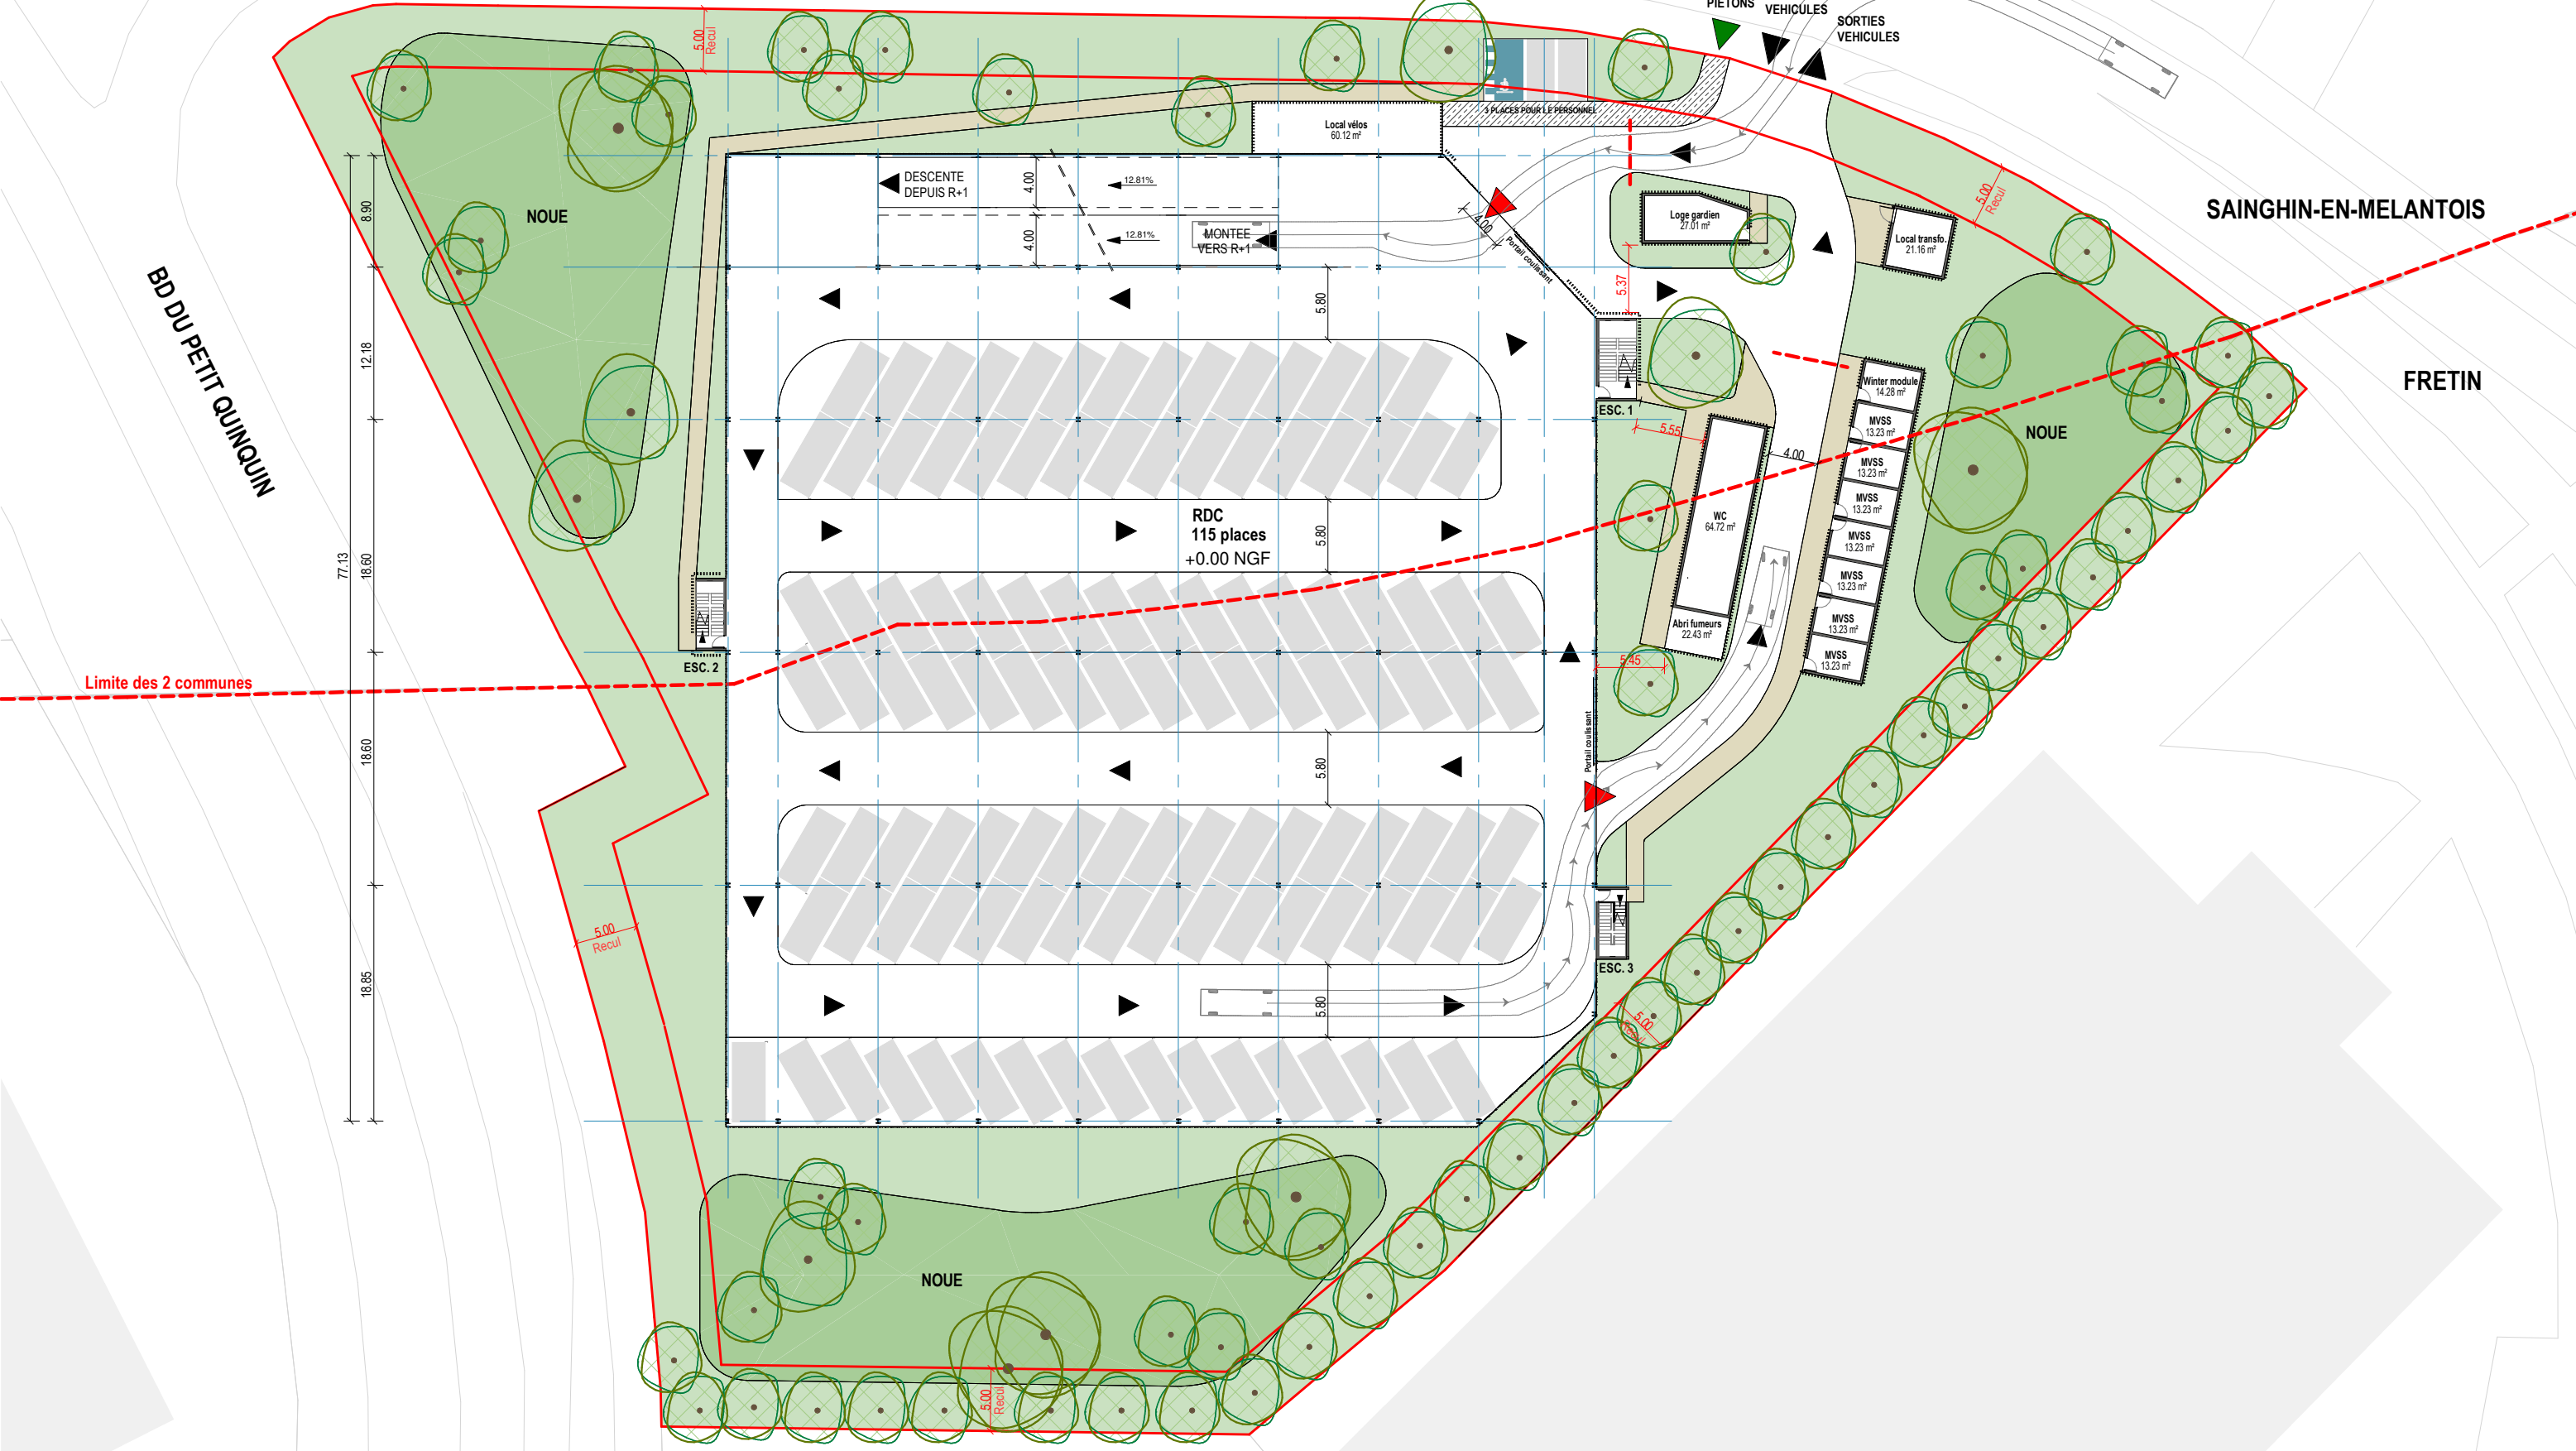 PIETONS
VEHICULES
SORTIES
VEHICULES
5.00
Recul
3 PLACES POUR LE PERSONNEL
Local vélos
60.12 m²
DESCENTE
DEPUIS R+1
4.00
12.81%
MONTEE
VERS R+1
4.00
12.81%
4.00
Portail coulissant
Loge gardien
27.01 m²
Local transfo.
21.16 m²
5.00
Recul
SAINGHIN-EN-MELANTOIS
FRETIN
NOUE
BD DU PETIT QUINQUIN
8.90
12.18
77.13
18.60
18.60
18.85
5.80
5.37
ESC. 1
5.55
4.00
Winter module
14.28 m²
MVSS
13.23 m²
MVSS
13.23 m²
MVSS
13.23 m²
MVSS
13.23 m²
MVSS
13.23 m²
MVSS
13.23 m²
MVSS
13.23 m²
NOUE
RDC
115 places
+0.00 NGF
5.80
WC
64.72 m²
Abri fumeurs
22.43 m²
5.45
ESC. 2
Limite des 2 communes
Portail coulissant
5.80
5.00
Recul
ESC. 3
5.80
5.00
Recul
NOUE
5.00
Recul